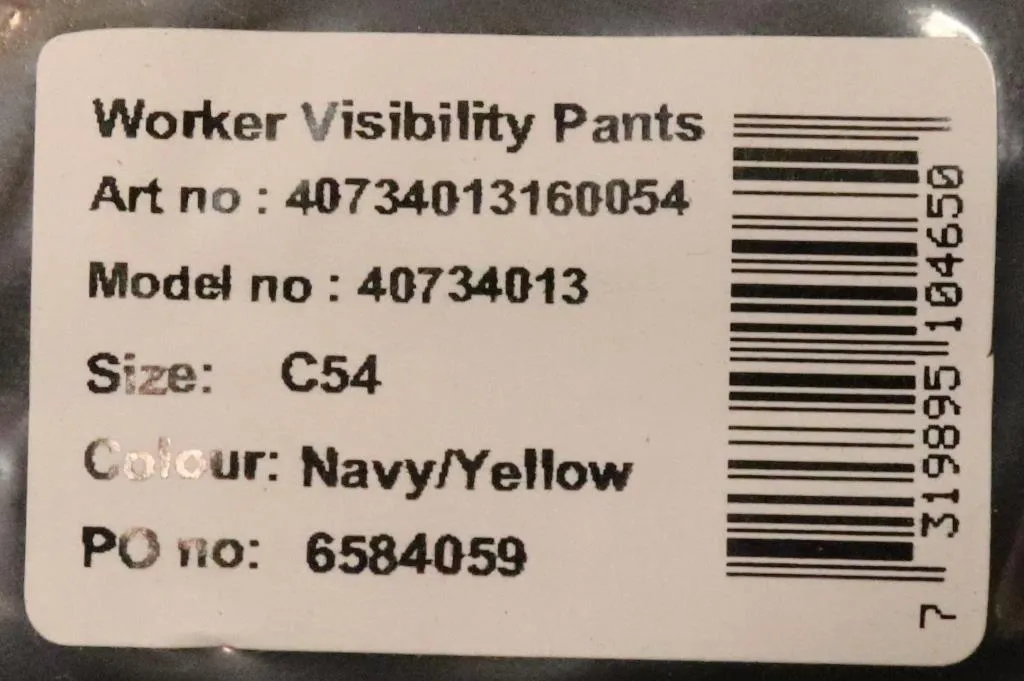 Worker Visibility Pants
Art no : 40734013160054
Model no : 40734013
Size: C54
Colour: Navy/Yellow
PO no: 6584059
7 319895 104650